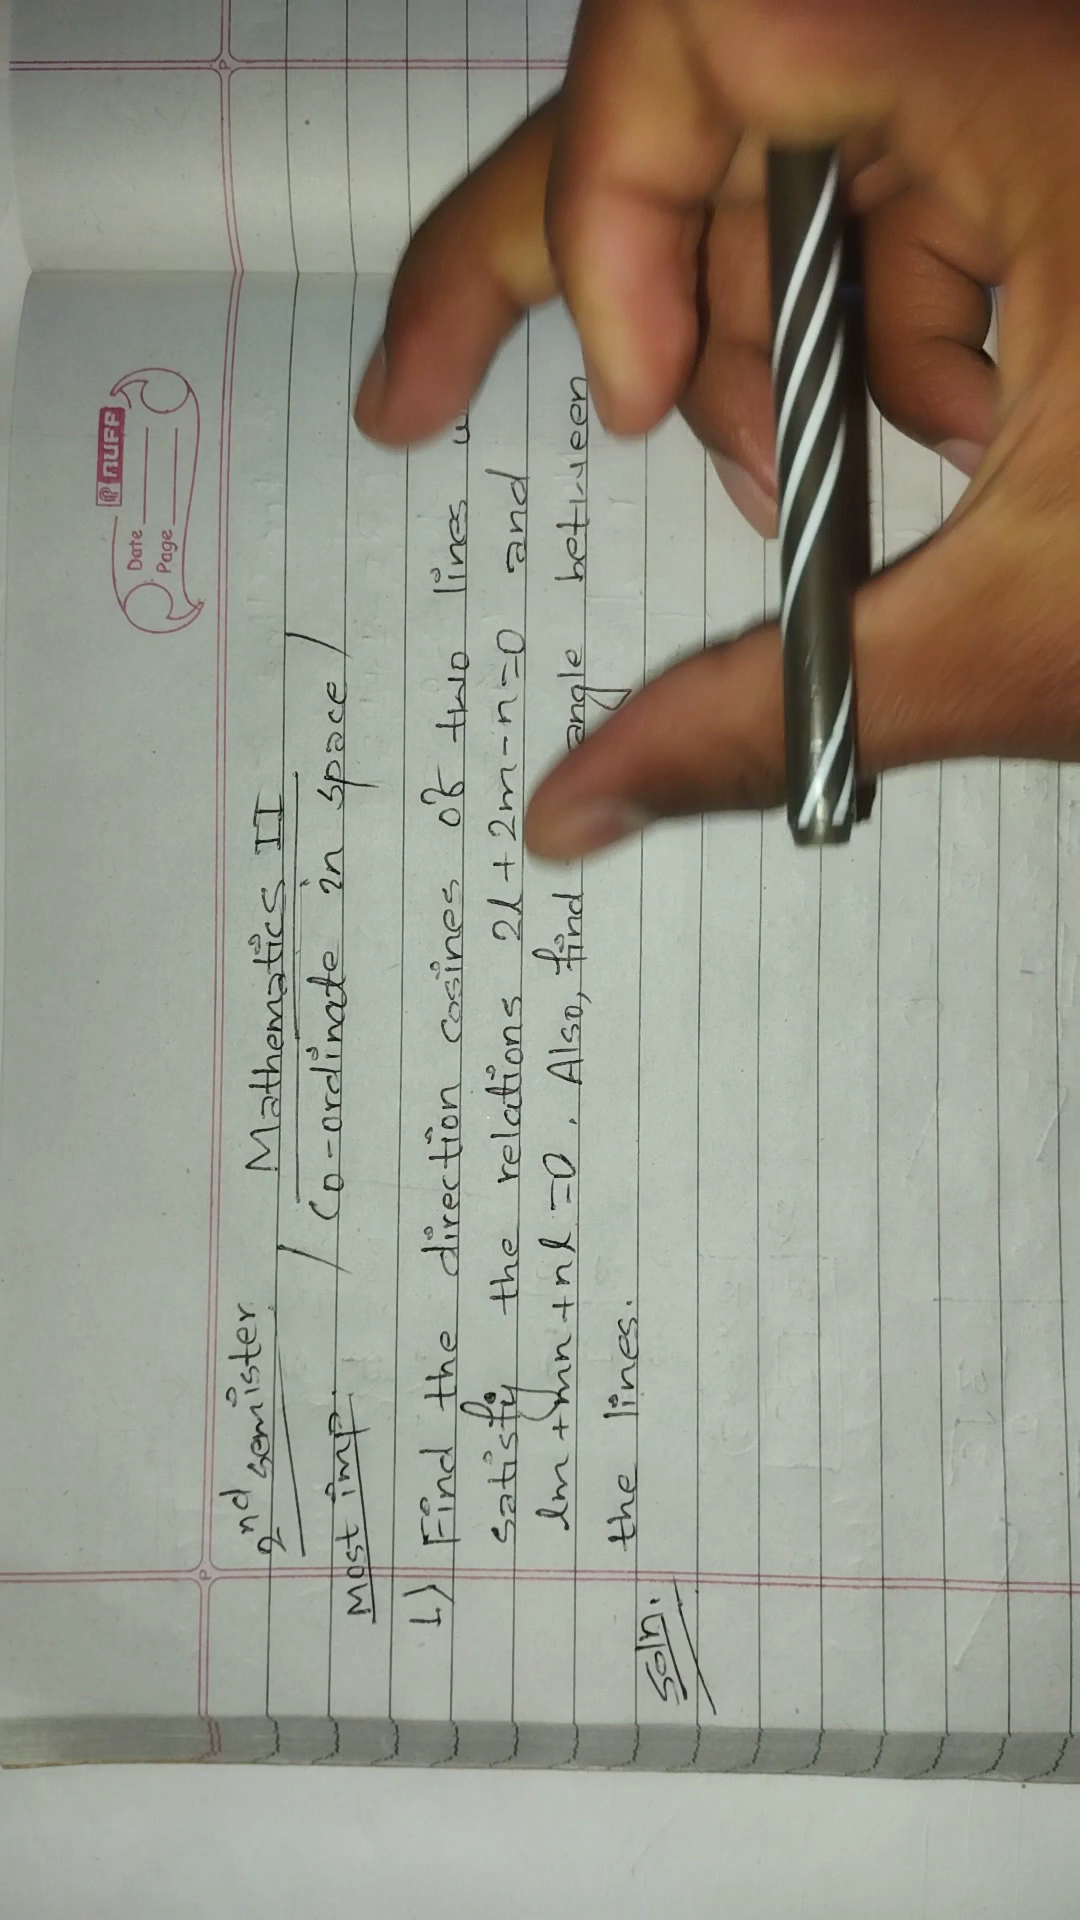 nuff
Date
Page
2nd semister Mathematics II
Most imp. / Co-ordinate in space /
1) Find the direction cosines of two lines
satisfy the relations 2l + 2m - n = 0 and
lm + mn + nl = 0. Also, find angle between
the lines.
Soln.